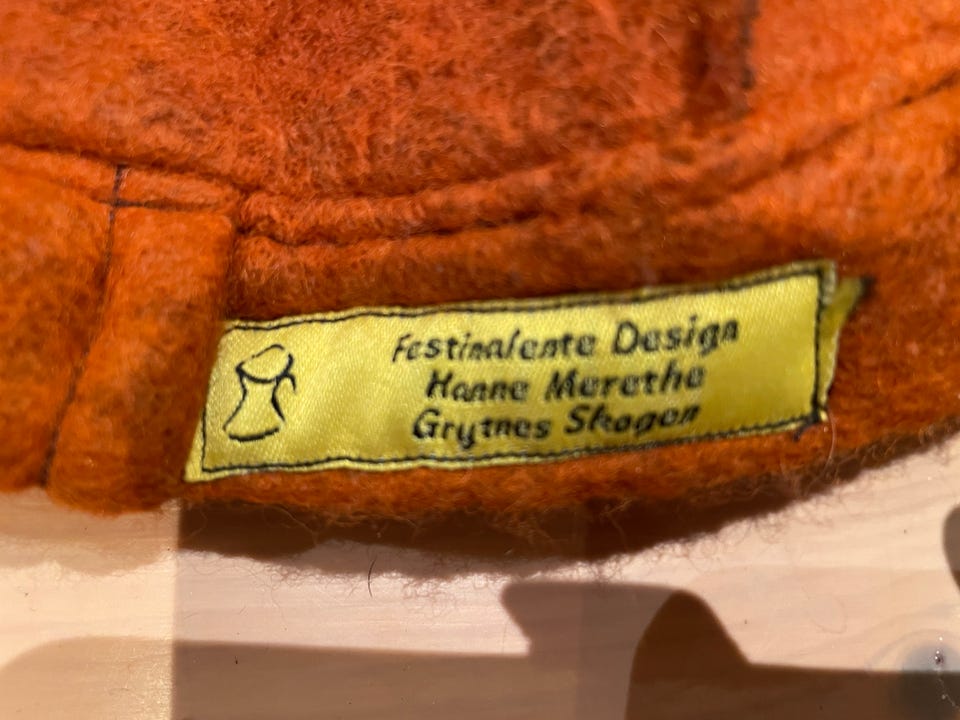 Festinalente Design
Hanne Merethe
Grytnes Skogen